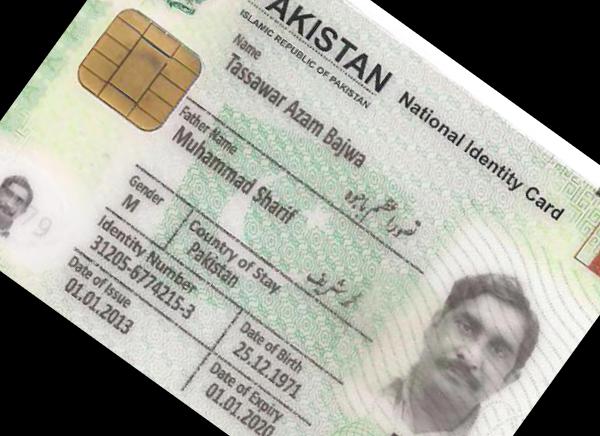 AKISTAN National Identity Card
ISLAMIC REPUBLIC OF PAKISTAN
Name
Tassawar Azam Bajwa
تصور اعظم باجوہ
Father Name
Muhammad Sharif
محمد شریف
Gender
M
Country of Stay
Pakistan
Identity Number
31205-6774215-3
Date of Birth
25.12.1971
Date of Issue
01.01.2013
Date of Expiry
01.01.2020
79